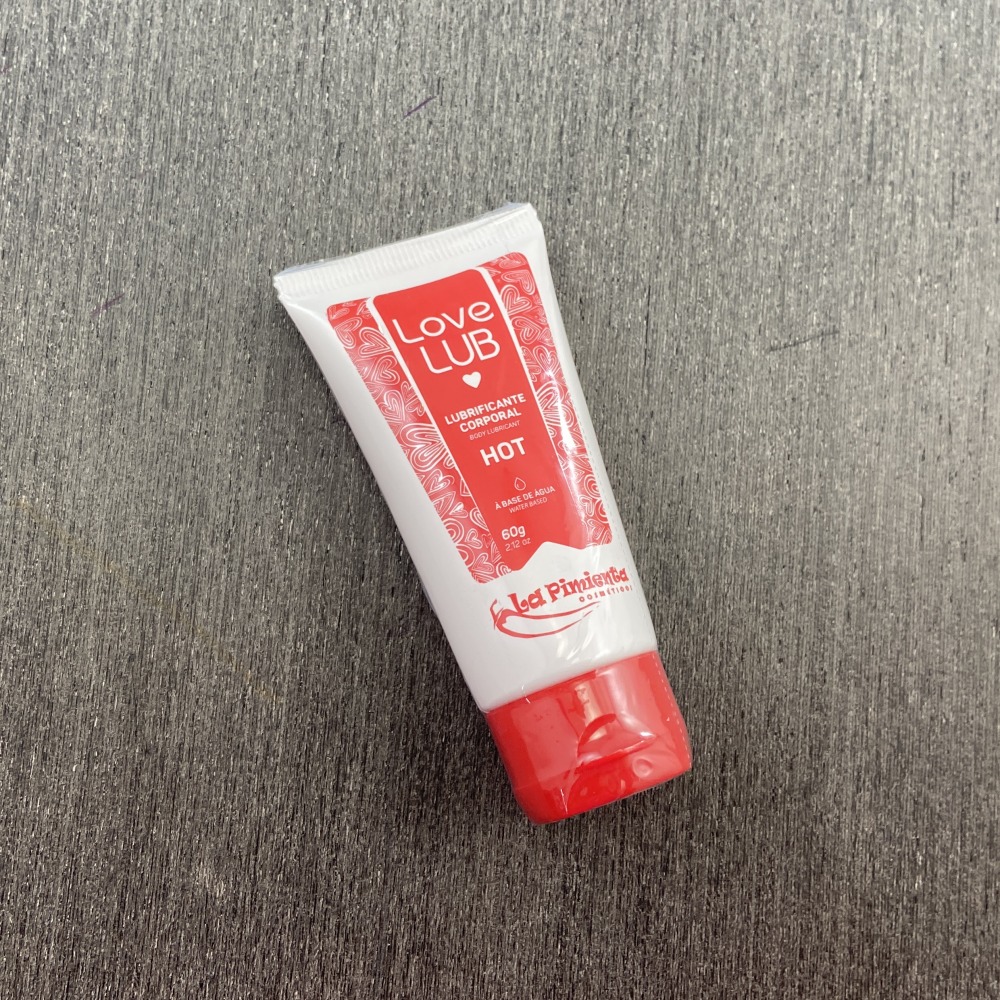 Love
LUB
LUBRIFICANTE
CORPORAL
BODY LUBRICANT
HOT
À BASE DE ÁGUA
WATER BASED
60g
2.12 oz
La Pimienta
COSMÉTICOS